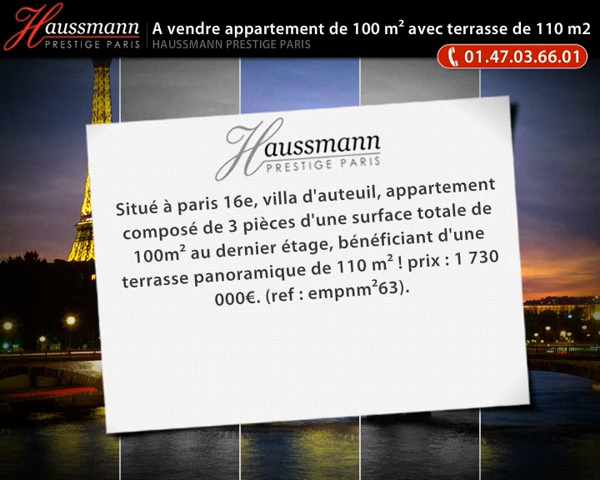 Haussmann
PRESTIGE PARIS
A vendre appartement de 100 m² avec terrasse de 110 m2
HAUSSMANN PRESTIGE PARIS
01.47.03.66.01
Haussmann
PRESTIGE PARIS
Situé à paris 16e, villa d'auteuil, appartement
composé de 3 pièces d'une surface totale de
100m² au dernier étage, bénéficiant d'une
terrasse panoramique de 110 m² ! prix : 1 730
000€. (ref : empnm²63).